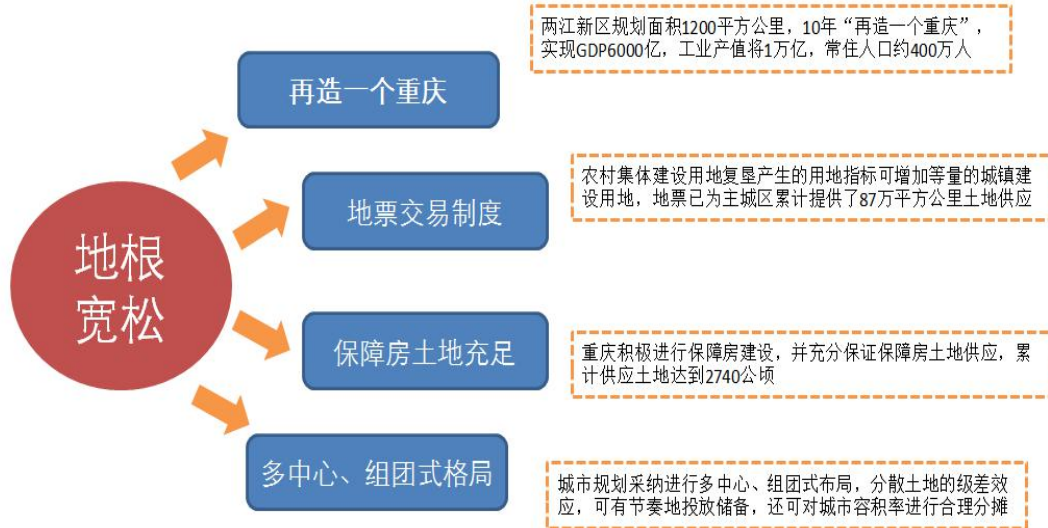 两江新区规划面积1200平方公里，10年“再造一个重庆”，
实现GDP6000亿，工业产值将1万亿，常住人口约400万人
再造一个重庆
农村集体建设用地复垦产生的用地指标可增加等量的城镇建
设用地，地票已为主城区累计提供了87万平方公里土地供应
地票交易制度
地根
宽松
保障房土地充足
重庆积极进行保障房建设，并充分保证保障房土地供应，累
计供应土地达到2740公顷
多中心、组团式格局
城市规划采纳进行多中心、组团式布局，分散土地的级差效
应，可有节奏地投放储备，还可对城市容积率进行合理分摊